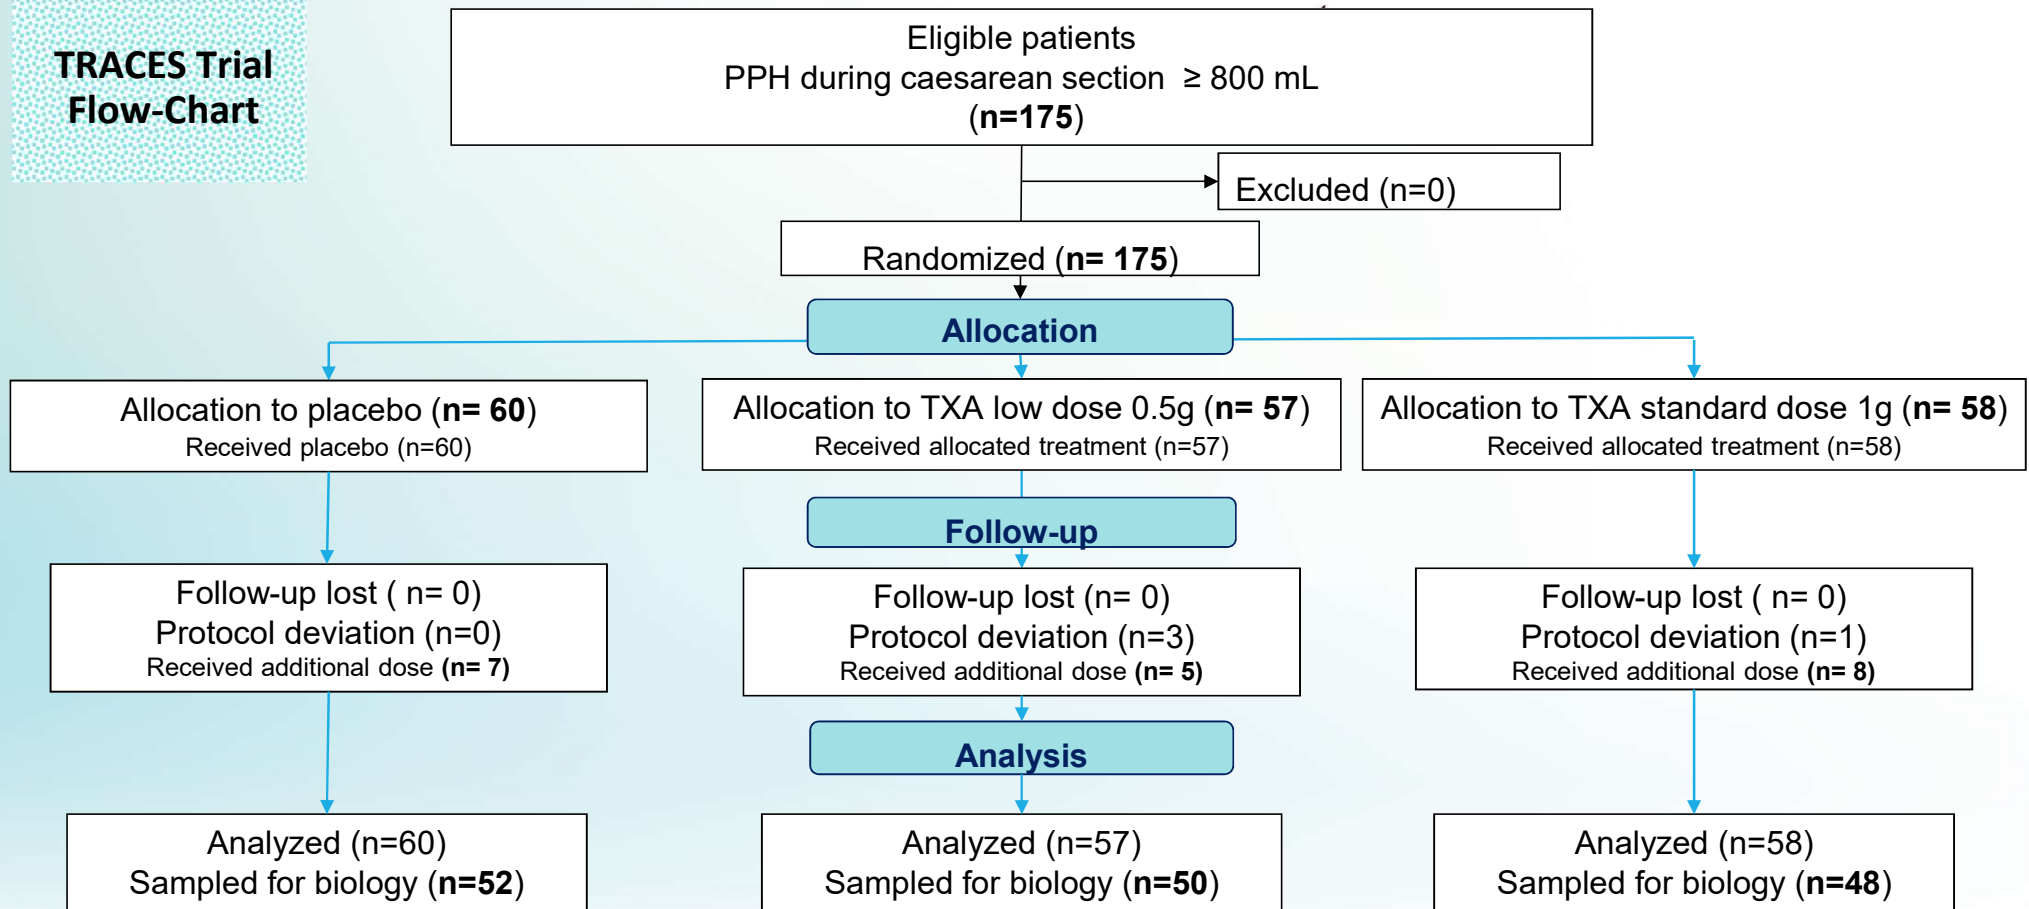 TRACES Trial
Flow-Chart
Eligible patients
PPH during caesarean section ≥ 800 mL
(n=175)
Excluded (n=0)
Randomized (n= 175)
Allocation
Allocation to placebo (n= 60)
Received placebo (n=60)
Allocation to TXA low dose 0.5g (n= 57)
Received allocated treatment (n=57)
Allocation to TXA standard dose 1g (n= 58)
Received allocated treatment (n=58)
Follow-up
Follow-up lost ( n= 0)
Protocol deviation (n=0)
Received additional dose (n= 7)
Follow-up lost (n= 0)
Protocol deviation (n=3)
Received additional dose (n= 5)
Follow-up lost ( n= 0)
Protocol deviation (n=1)
Received additional dose (n= 8)
Analysis
Analyzed (n=60)
Sampled for biology (n=52)
Analyzed (n=57)
Sampled for biology (n=50)
Analyzed (n=58)
Sampled for biology (n=48)